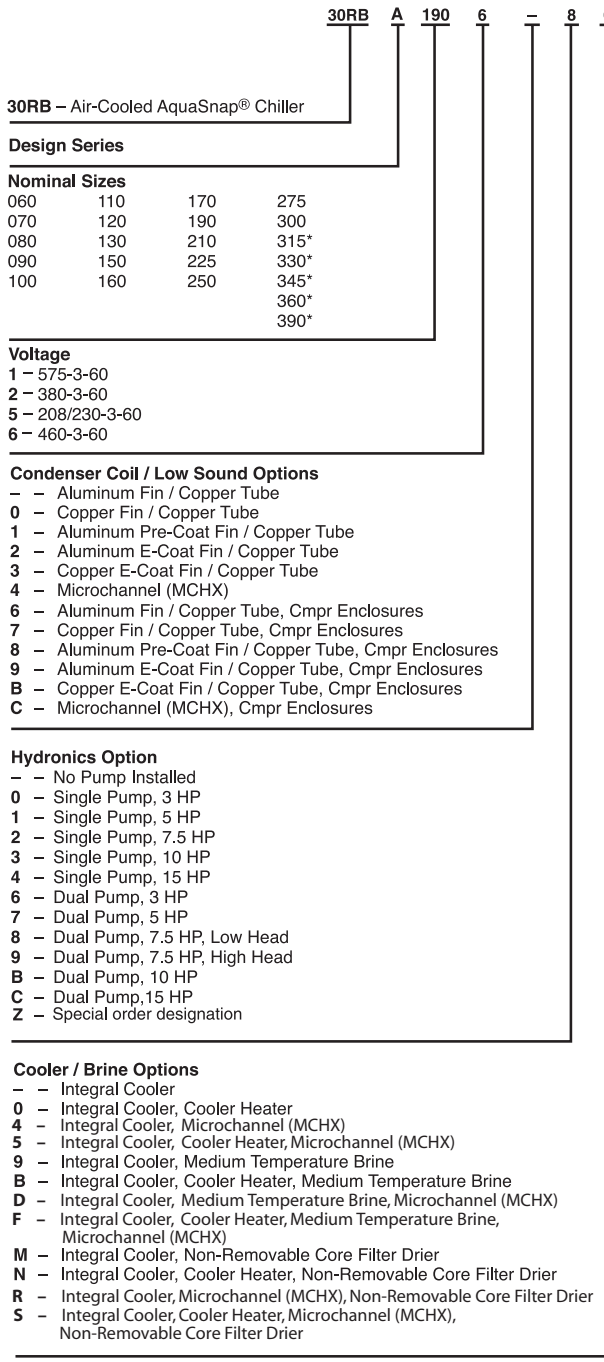 30RB A 190 6 – 8
30RB – Air-Cooled AquaSnap® Chiller
Design Series
Nominal Sizes
060 110 170 275
070 120 190 300
080 130 210 315*
090 150 225 330*
100 160 250 345*
360*
390*
Voltage
1 – 575-3-60
2 – 380-3-60
5 – 208/230-3-60
6 – 460-3-60
Condenser Coil / Low Sound Options
– – Aluminum Fin / Copper Tube
0 – Copper Fin / Copper Tube
1 – Aluminum Pre-Coat Fin / Copper Tube
2 – Aluminum E-Coat Fin / Copper Tube
3 – Copper E-Coat Fin / Copper Tube
4 – Microchannel (MCHX)
6 – Aluminum Fin / Copper Tube, Cmpr Enclosures
7 – Copper Fin / Copper Tube, Cmpr Enclosures
8 – Aluminum Pre-Coat Fin / Copper Tube, Cmpr Enclosures
9 – Aluminum E-Coat Fin / Copper Tube, Cmpr Enclosures
B – Copper E-Coat Fin / Copper Tube, Cmpr Enclosures
C – Microchannel (MCHX), Cmpr Enclosures
Hydronics Option
– – No Pump Installed
0 – Single Pump, 3 HP
1 – Single Pump, 5 HP
2 – Single Pump, 7.5 HP
3 – Single Pump, 10 HP
4 – Single Pump, 15 HP
6 – Dual Pump, 3 HP
7 – Dual Pump, 5 HP
8 – Dual Pump, 7.5 HP, Low Head
9 – Dual Pump, 7.5 HP, High Head
B – Dual Pump, 10 HP
C – Dual Pump,15 HP
Z – Special order designation
Cooler / Brine Options
– – Integral Cooler
0 – Integral Cooler, Cooler Heater
4 – Integral Cooler, Microchannel (MCHX)
5 – Integral Cooler, Cooler Heater, Microchannel (MCHX)
9 – Integral Cooler, Medium Temperature Brine
B – Integral Cooler, Cooler Heater, Medium Temperature Brine
D – Integral Cooler, Medium Temperature Brine, Microchannel (MCHX)
F – Integral Cooler, Cooler Heater, Medium Temperature Brine,
Microchannel (MCHX)
M – Integral Cooler, Non-Removable Core Filter Drier
N – Integral Cooler, Cooler Heater, Non-Removable Core Filter Drier
R – Integral Cooler, Microchannel (MCHX), Non-Removable Core Filter Drier
S – Integral Cooler, Cooler Heater, Microchannel (MCHX),
Non-Removable Core Filter Drier